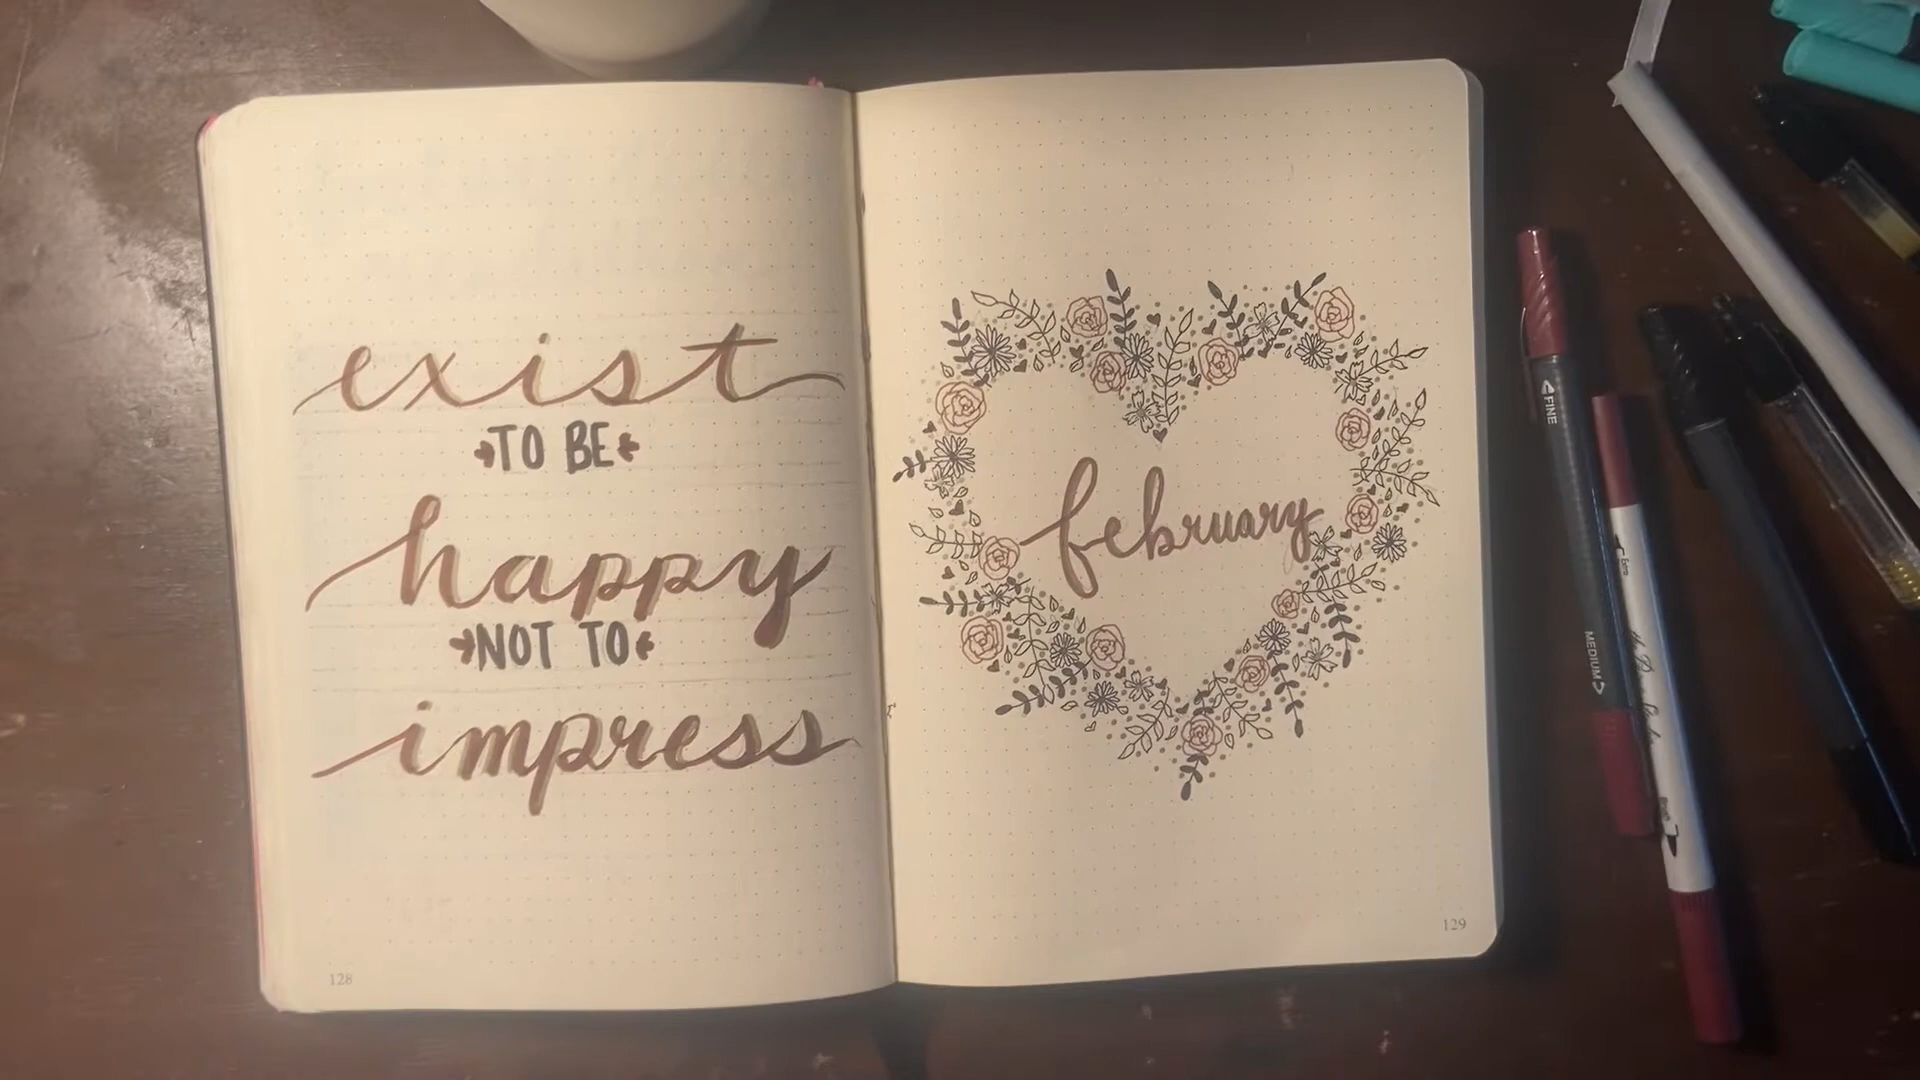 exist
TO BE
happy
NOT TO
impress
128
february
129
FINE
MEDIUM